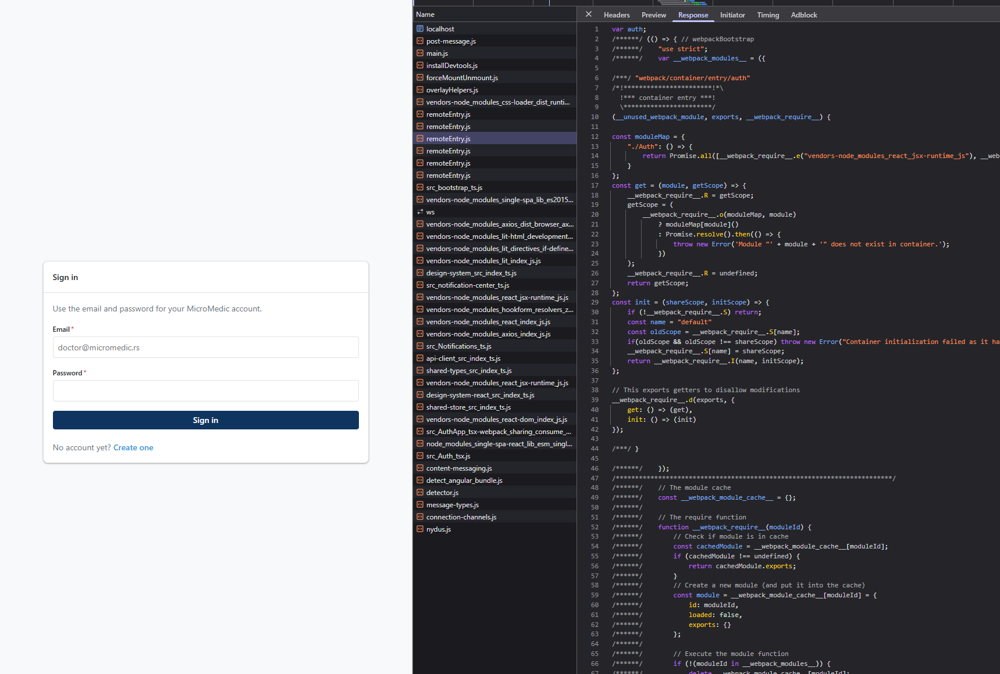 Sign in
Use the email and password for your MicroMedic account.
Email*
doctor@micromedic.rs
Password*
Sign in
No account yet? Create one
Name
localhost
post-message.js
main.js
installDevtools.js
forceMountUnmount.js
overlayHelpers.js
vendors-node_modules_css-loader_dist_runti...
remoteEntry.js
remoteEntry.js
remoteEntry.js
remoteEntry.js
remoteEntry.js
remoteEntry.js
src_bootstrap_ts.js
vendors-node_modules_single-spa_lib_es2015...
ws
vendors-node_modules_axios_dist_browser_ax...
vendors-node_modules_lit-html_development...
vendors-node_modules_lit_directives_if-define...
vendors-node_modules_lit_index_js.js
design-system_src_index_ts.js
src_notification-center_ts.js
vendors-node_modules_react_jsx-runtime_js.js
vendors-node_modules_hookform_resolvers_z...
vendors-node_modules_react_index_js.js
vendors-node_modules_axios_index_js.js
src_Notifications_ts.js
api-client_src_index_ts.js
shared-types_src_index_ts.js
vendors-node_modules_react_jsx-runtime_js.js
design-system-react_src_index_ts.js
shared-store_src_index_ts.js
vendors-node_modules_react-dom_index_js.js
src_AuthApp_tsx-webpack_sharing_consume_...
node_modules_single-spa-react_lib_esm_singl...
src_Auth_tsx.js
content-messaging.js
detect_angular_bundle.js
detector.js
message-types.js
connection-channels.js
nydus.js
Headers Preview Response Initiator Timing Adblock
1 var auth;
2 /******/ (() => { // webpackBootstrap
3 /******/ "use strict";
4 /******/ var __webpack_modules__ = ({
5
6 /***/ "webpack/container/entry/auth"
7 /*!***********************!*\
8 !*** container entry ***!
9 \***********************/
10 (__unused_webpack_module, exports, __webpack_require__) {
11
12 const moduleMap = {
13 "./Auth": () => {
14 return Promise.all([__webpack_require__.e("vendors-node_modules_react_jsx-runtime_js"), __web
15 }
16 };
17 const get = (module, getScope) => {
18 __webpack_require__.R = getScope;
19 getScope = (
20 __webpack_require__.o(moduleMap, module)
21 ? moduleMap[module]()
22 : Promise.resolve().then(() => {
23 throw new Error('Module "' + module + '" does not exist in container.');
24 })
25 );
26 __webpack_require__.R = undefined;
27 return getScope;
28 };
29 const init = (shareScope, initScope) => {
30 if (!__webpack_require__.S) return;
31 const name = "default"
32 const oldScope = __webpack_require__.S[name];
33 if(oldScope && oldScope !== shareScope) throw new Error("Container initialization failed as it ha
34 __webpack_require__.S[name] = shareScope;
35 return __webpack_require__.I(name, initScope);
36 };
37
38 // This exports getters to disallow modifications
39 __webpack_require__.d(exports, {
40 get: () => (get),
41 init: () => (init)
42 });
43
44 /***/ }
45
46 /******/ });
47 /************************************************************************/
48 /******/ // The module cache
49 /******/ const __webpack_module_cache__ = {};
50 /******/
51 /******/ // The require function
52 /******/ function __webpack_require__(moduleId) {
53 /******/ // Check if module is in cache
54 /******/ const cachedModule = __webpack_module_cache__[moduleId];
55 /******/ if (cachedModule !== undefined) {
56 /******/ return cachedModule.exports;
57 /******/ }
58 /******/ // Create a new module (and put it into the cache)
59 /******/ const module = __webpack_module_cache__[moduleId] = {
60 /******/ id: moduleId,
61 /******/ loaded: false,
62 /******/ exports: {}
63 /******/ };
64 /******/
65 /******/ // Execute the module function
66 /******/ if (!(moduleId in __webpack_modules__)) {
67 /******/ delete __webpack_module_cache__[moduleId];